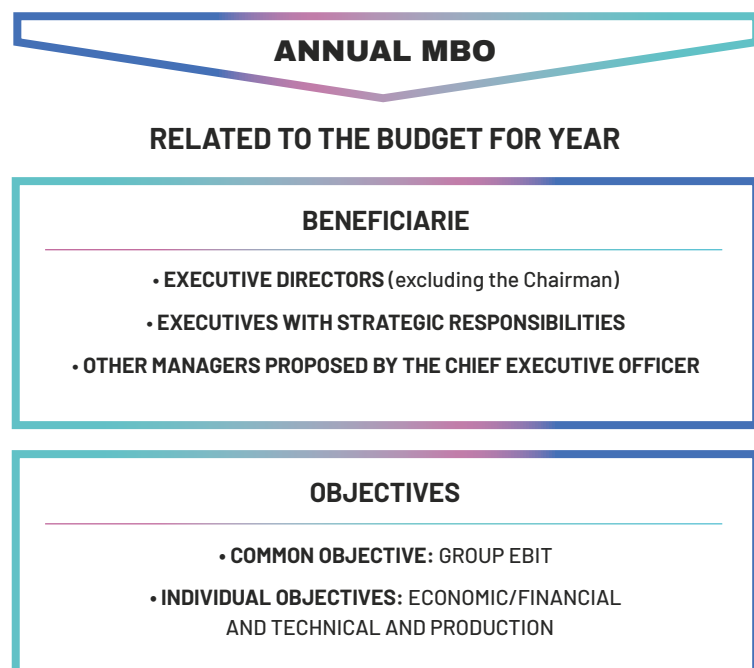 ANNUAL MBO
RELATED TO THE BUDGET FOR YEAR
BENEFICIARIE
• EXECUTIVE DIRECTORS (excluding the Chairman)
• EXECUTIVES WITH STRATEGIC RESPONSIBILITIES
• OTHER MANAGERS PROPOSED BY THE CHIEF EXECUTIVE OFFICER
OBJECTIVES
• COMMON OBJECTIVE: GROUP EBIT
• INDIVIDUAL OBJECTIVES: ECONOMIC/FINANCIAL
AND TECHNICAL AND PRODUCTION